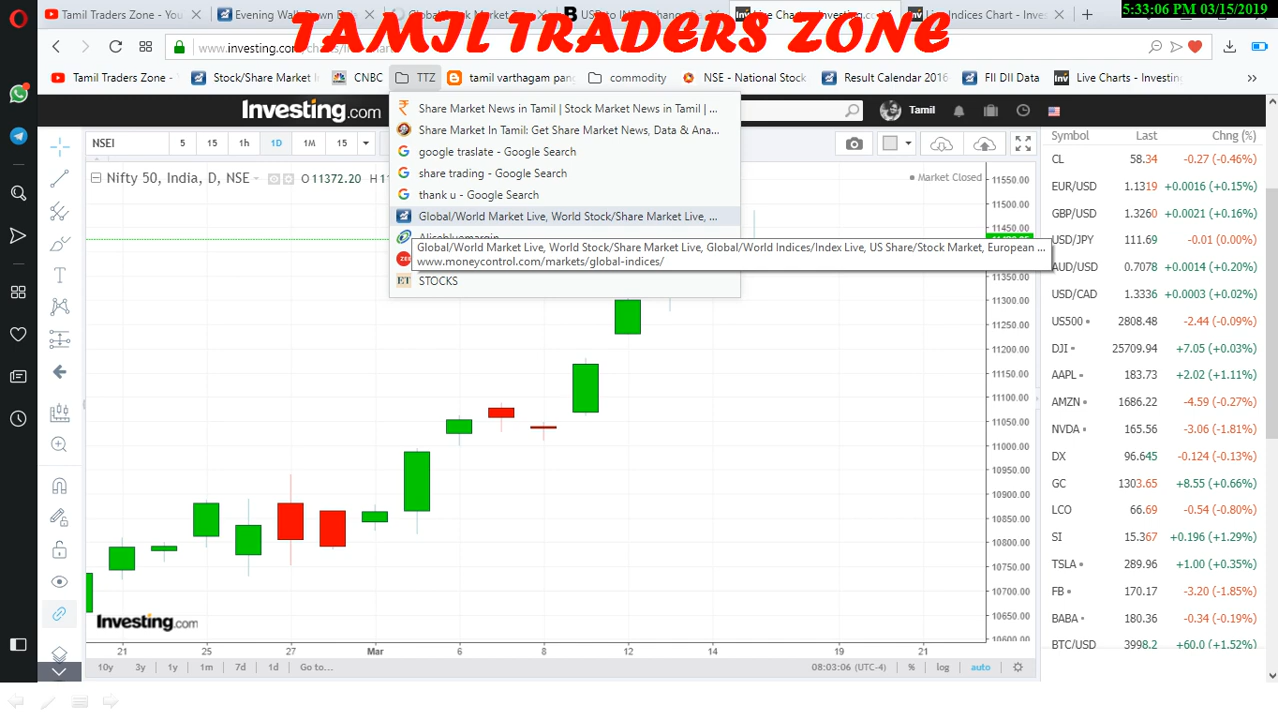 Tamil Traders Zone - You
Evening Walk Down D
USD to INR Exchange R
Live Charts - Investing.co
Live Indices Chart - Inves
5:33:06 PM 03/15/2019
TAMIL TRADERS ZONE
www.investing.com/charts/
Tamil Traders Zone -
Stock/Share Market I
CNBC
TTZ
tamil varthagam pan
commodity
NSE - National Stock
Result Calendar 2016
FII DII Data
Live Charts - Investin
Investing.com
Tamil
Share Market News in Tamil | Stock Market News in Tamil | ...
Share Market In Tamil: Get Share Market News, Data & Ana...
google traslate - Google Search
share trading - Google Search
thank u - Google Search
Global/World Market Live, World Stock/Share Market Live, ...
Global/World Market Live, World Stock/Share Market Live, Global/World Indices/Index Live, US Share/Stock Market, European ...
www.moneycontrol.com/markets/global-indices/
STOCKS
NSEI 5 15 1h 1D 1M 15
Nifty 50, India, D, NSE
O 11372.20
Market Closed
11550.00
11500.00
11450.00
11350.00
11300.00
11250.00
11200.00
11150.00
11100.00
11050.00
11000.00
10950.00
10900.00
10850.00
10800.00
10750.00
10700.00
10650.00
10600.00
Symbol Last Chng (%)
CL 58.34 -0.27 (-0.46%)
EUR/USD 1.1319 +0.0016 (+0.15%)
GBP/USD 1.3260 +0.0021 (+0.16%)
USD/JPY 111.69 -0.01 (0.00%)
AUD/USD 0.7078 +0.0014 (+0.20%)
USD/CAD 1.3336 +0.0003 (+0.02%)
US500 2808.48 -2.44 (-0.09%)
DJI 25709.94 +7.05 (+0.03%)
AAPL 183.73 +2.02 (+1.11%)
AMZN 1686.22 -4.59 (-0.27%)
NVDA 165.56 -3.06 (-1.81%)
DX 96.645 -0.124 (-0.13%)
GC 1303.65 +8.55 (+0.66%)
LCO 66.69 -0.54 (-0.80%)
SI 15.367 +0.196 (+1.29%)
TSLA 289.96 +1.00 (+0.35%)
FB 170.17 -3.20 (-1.85%)
BABA 180.36 -0.34 (-0.19%)
BTC/USD 3998.2 +60.0 (+1.52%)
Investing.com
21 25 27 Mar 6 8 12 14 19 21
10y 3y 1y 1m 7d 1d Go to...
08:03:06 (UTC-4) % log auto